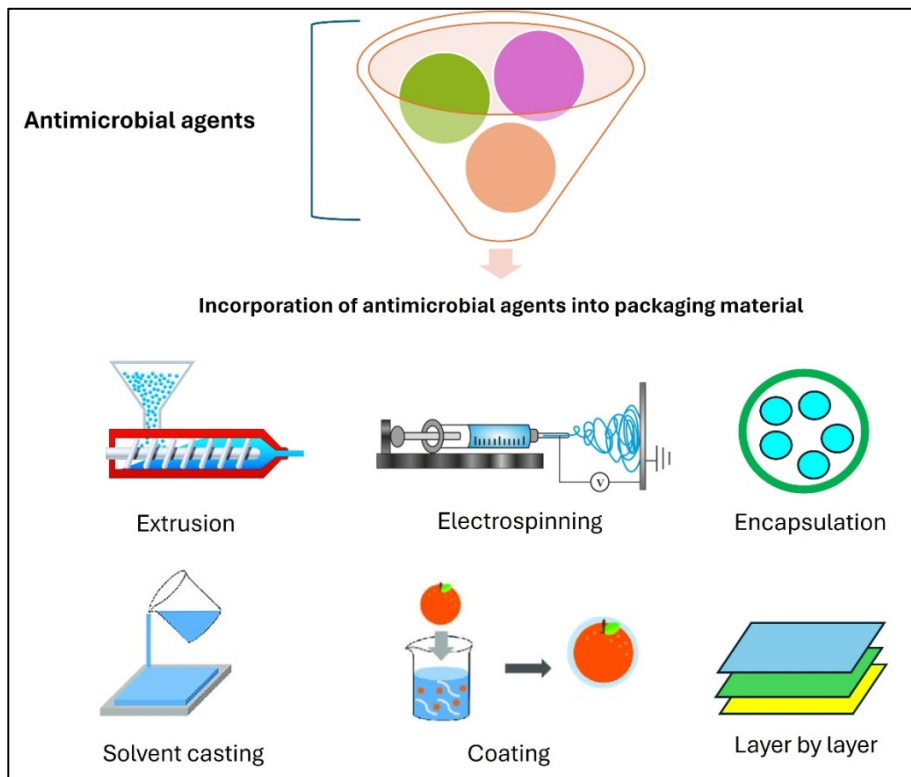 Antimicrobial agents
Incorporation of antimicrobial agents into packaging material
V
Extrusion
Electrospinning
Encapsulation
Solvent casting
Coating
Layer by layer